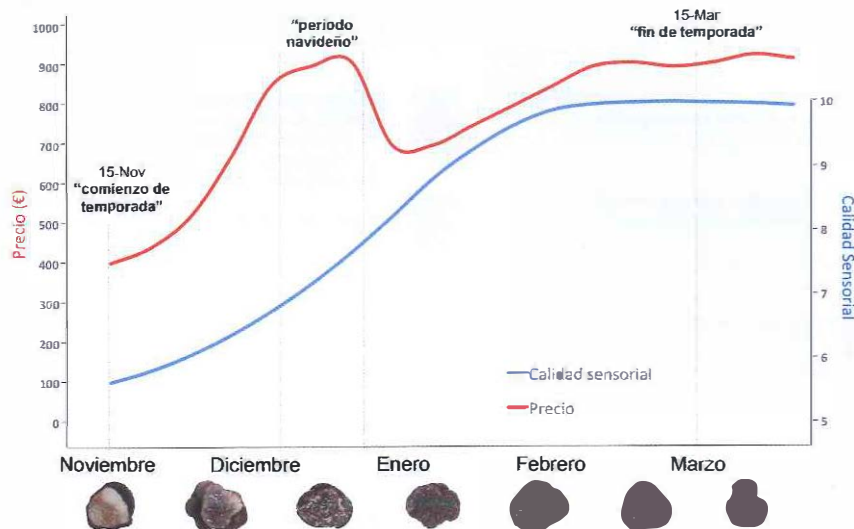 "periodo
navideño"
15-Mar
"fin de temporada"
15-Nov
"comienzo de
temporada"
1000
900
800
700
600
500
400
300
200
100
0
Precio (€)
10
9
8
7
6
5
Calidad Sensorial
Calidad sensorial
Precio
Noviembre Diciembre Enero Febrero Marzo